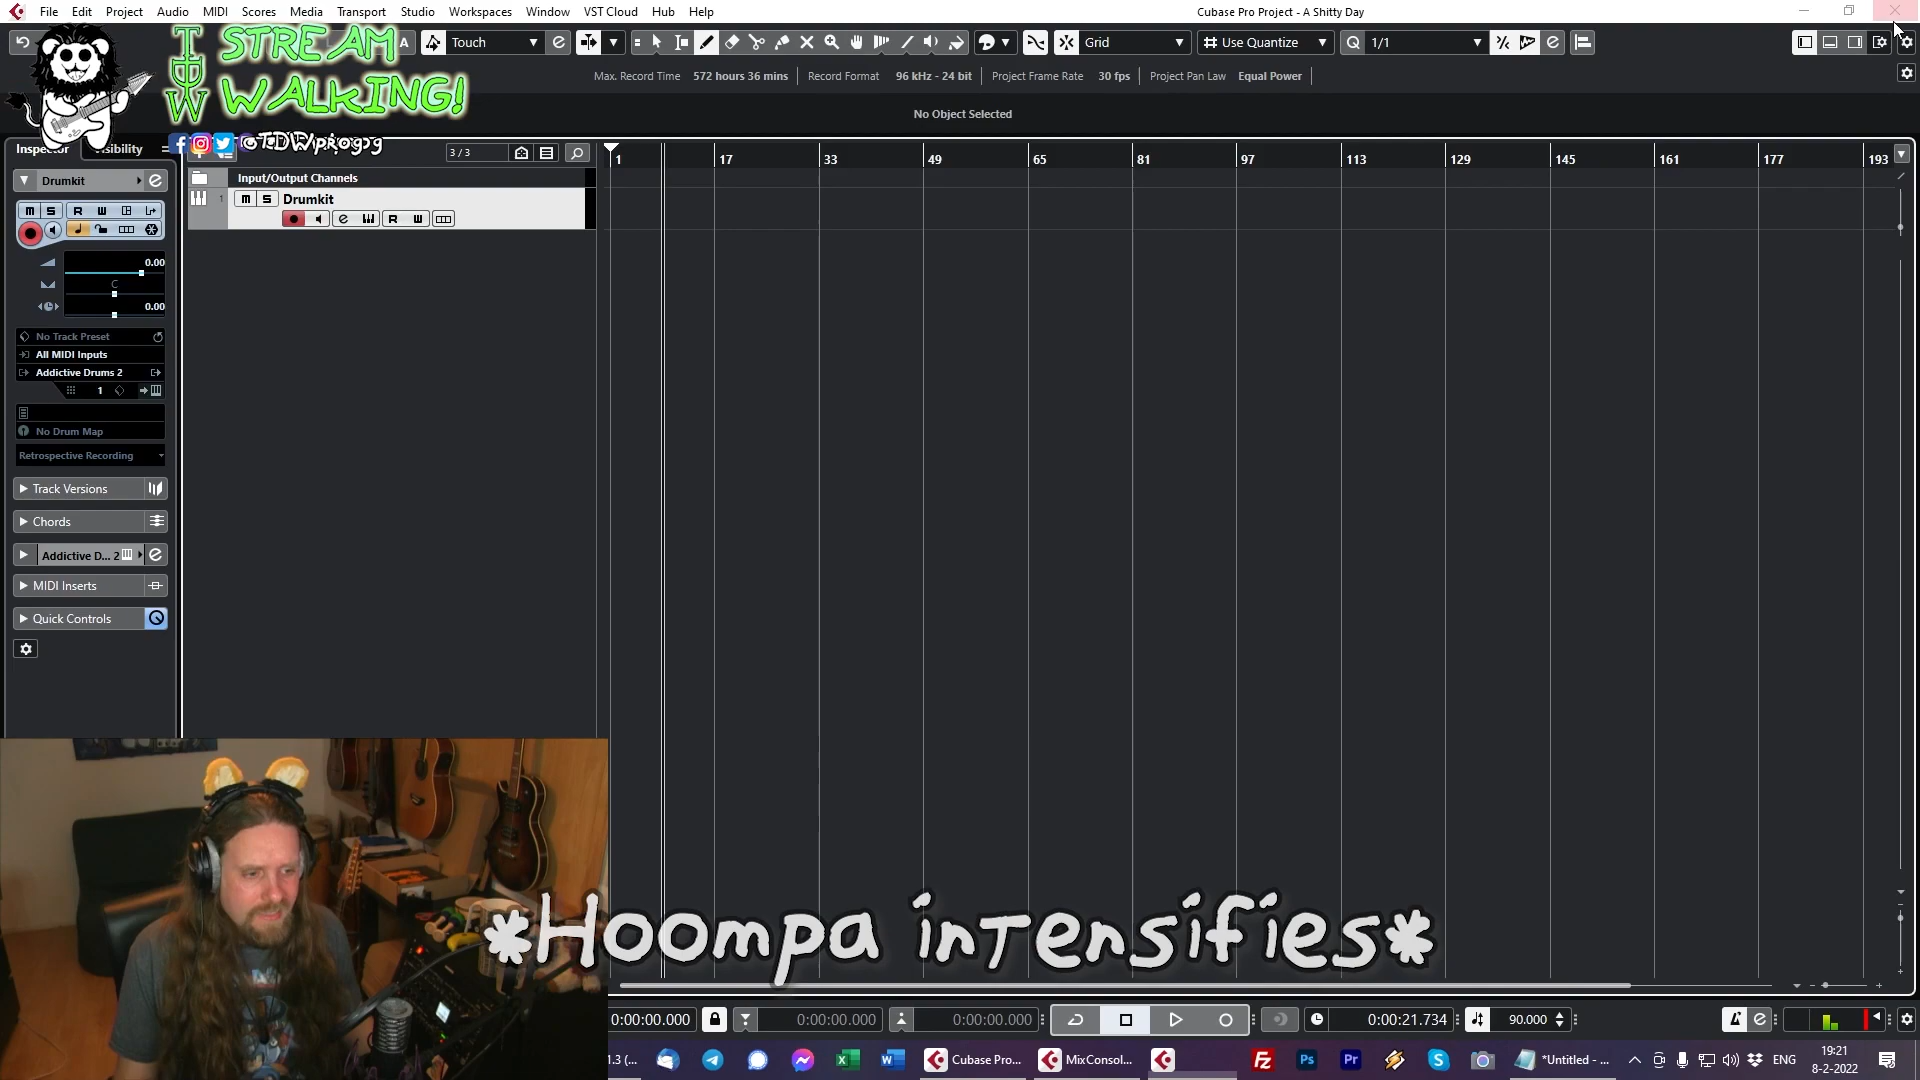 File Edit Project Audio MIDI Scores Media Transport Studio Workspaces Window VST Cloud Hub Help
Cubase Pro Project - A Shitty Day
TDW
STREAM
WALKING!
A Touch
Grid
Use Quantize
Q 1/1
Max. Record Time 572 hours 36 mins
Record Format 96 kHz - 24 bit
Project Frame Rate 30 fps
Project Pan Law Equal Power
No Object Selected
@TDWprog
Inspector Visibility
3 / 3
1 17 33 49 65 81 97 113 129 145 161 177 193
Drumkit
Input/Output Channels
1 M S Drumkit
R W
M S R W
0.00
C
0.00
No Track Preset
All MIDI Inputs
Addictive Drums 2
1
No Drum Map
Retrospective Recording
Track Versions
Chords
Addictive D... 2
MIDI Inserts
Quick Controls
*Hoompa intensifies*
0:00:00.000
0:00:00.000
0:00:00.000
0:00:21.734
90.000
1.3 (...
Cubase Pro...
MixConsol...
Fz Ps Pr S
*Untitled - ...
ENG
19:21
8-2-2022